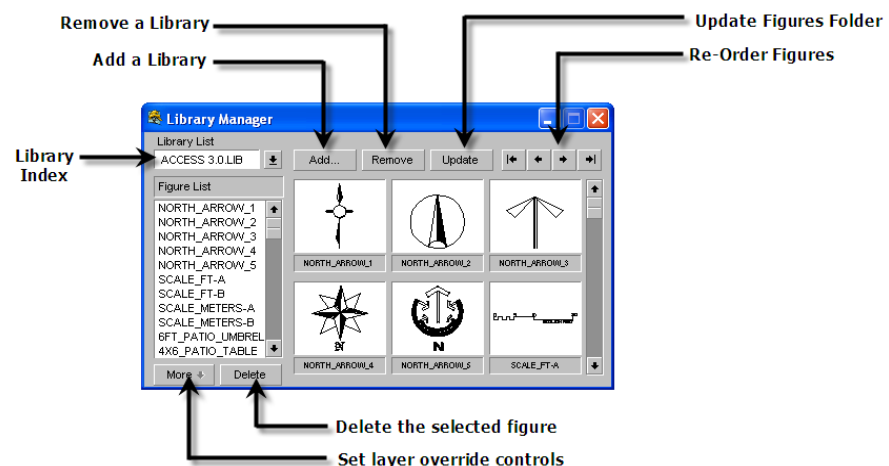 Remove a Library
Update Figures Folder
Add a Library
Re-Order Figures
Library Manager
Library List
Library
Index
ACCESS 3.0.LIB
Add...
Remove
Update
Figure List
NORTH_ARROW_1
NORTH_ARROW_2
NORTH_ARROW_3
NORTH_ARROW_4
NORTH_ARROW_5
SCALE_FT-A
SCALE_FT-B
SCALE_METERS-A
SCALE_METERS-B
6FT_PATIO_UMBREL
4X6_PATIO_TABLE
NORTH_ARROW_1
NORTH_ARROW_2
NORTH_ARROW_3
N
N
NORTH_ARROW_4
NORTH_ARROW_5
SCALE_FT-A
More
Delete
Delete the selected figure
Set layer override controls